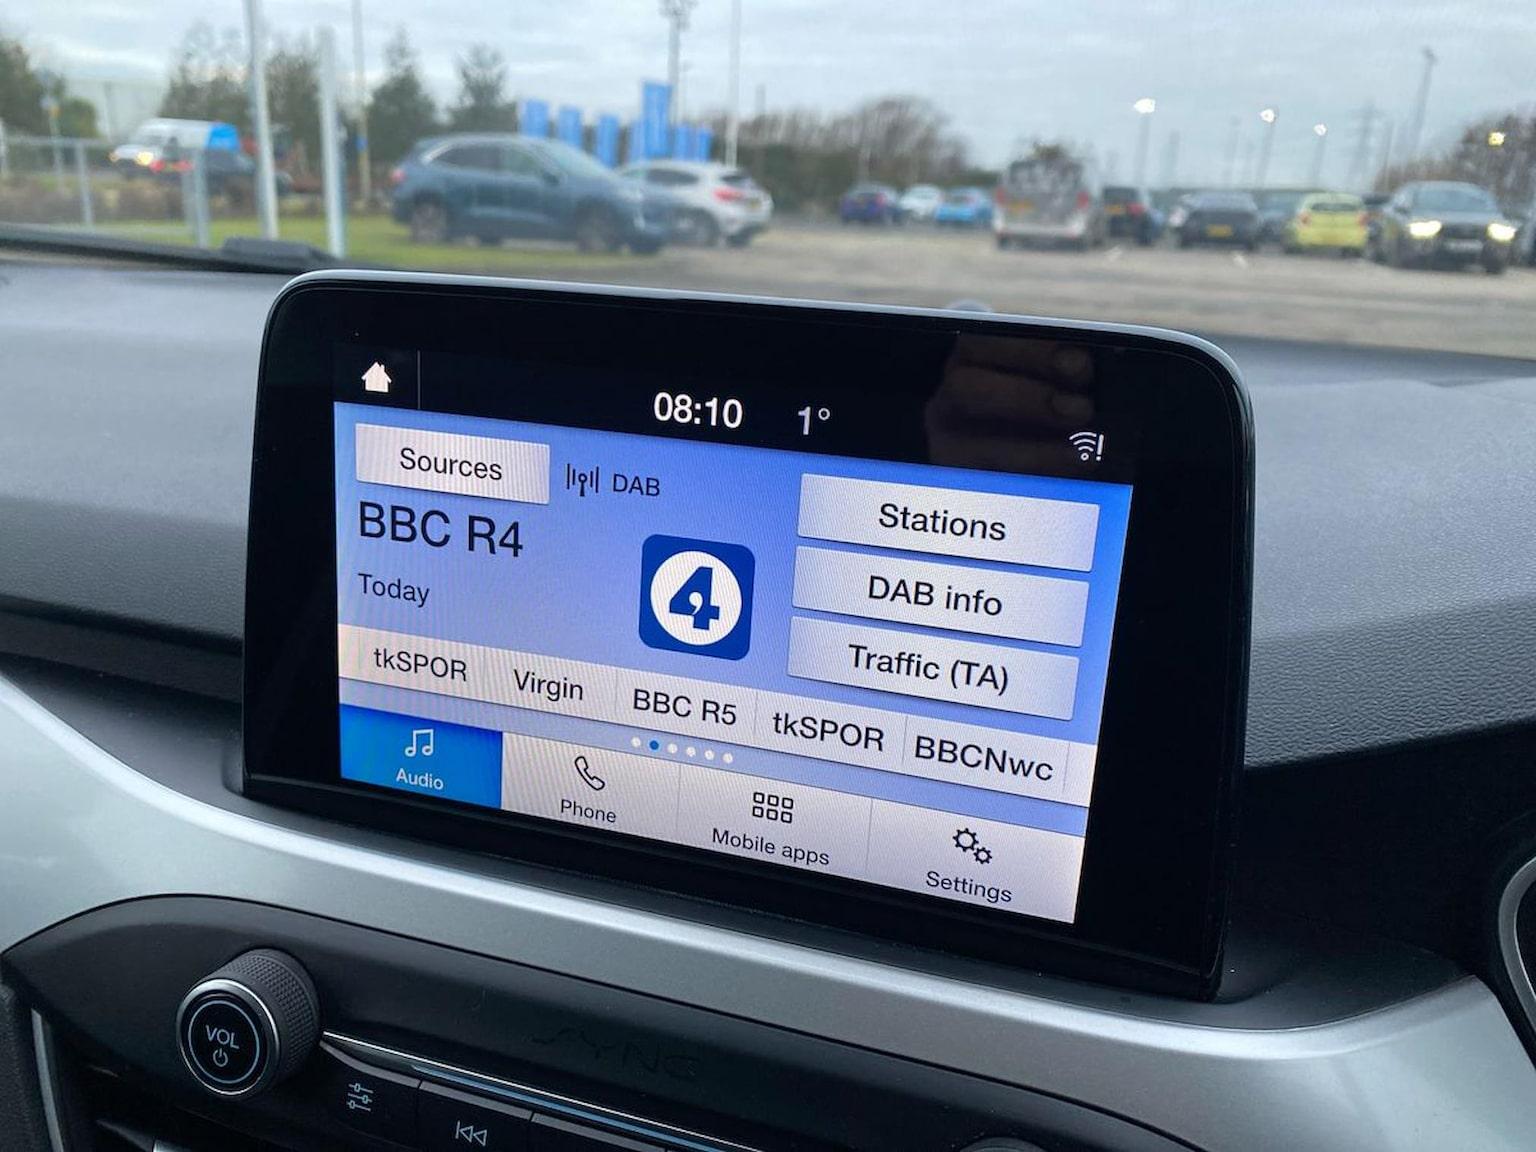 08:10 1°
Sources
DAB
Stations
BBC R4
4
DAB info
Today
Traffic (TA)
tkSPOR Virgin BBC R5 tkSPOR BBCNwc
Audio Phone Mobile apps Settings
VOL
SYNC